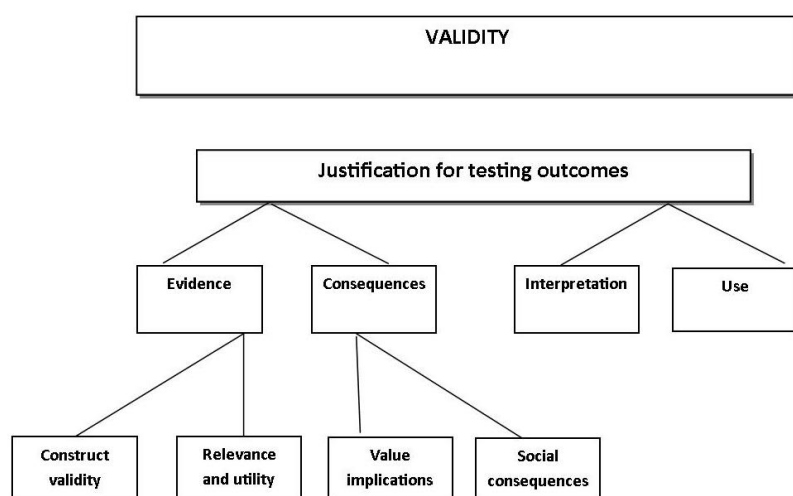 VALIDITY
Justification for testing outcomes
Evidence
Consequences
Interpretation
Use
Construct
validity
Relevance
and utility
Value
implications
Social
consequences